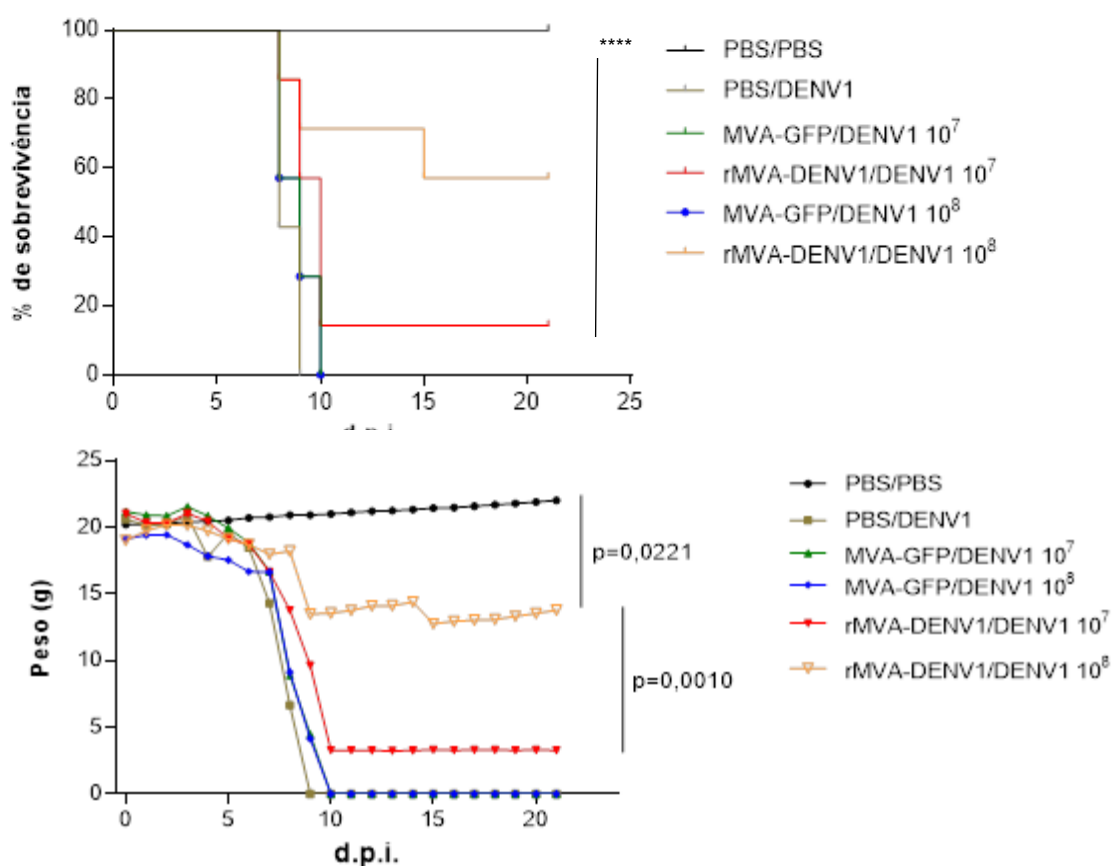 100
80
60
40
20
0
% de sobrevivência
0 5 10 15 20 25
d.p.i.
****
PBS/PBS
PBS/DENV1
MVA-GFP/DENV1 10⁷
rMVA-DENV1/DENV1 10⁷
MVA-GFP/DENV1 10⁸
rMVA-DENV1/DENV1 10⁸
25
20
15
10
5
0
Peso (g)
0 5 10 15 20
d.p.i.
p=0,0221
p=0,0010
PBS/PBS
PBS/DENV1
MVA-GFP/DENV1 10⁷
MVA-GFP/DENV1 10⁸
rMVA-DENV1/DENV1 10⁷
rMVA-DENV1/DENV1 10⁸